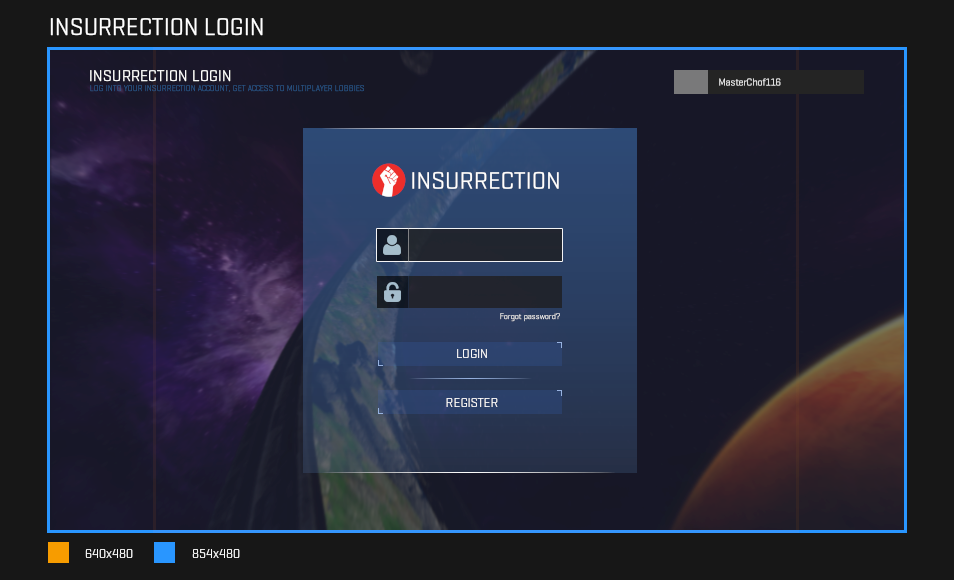 INSURRECTION LOGIN
INSURRECTION LOGIN
LOG INTO YOUR INSURRECTION ACCOUNT, GET ACCESS TO MULTIPLAYER LOBBIES
MasterChof116
INSURRECTION
Forgot password?
LOGIN
REGISTER
640x480
854x480